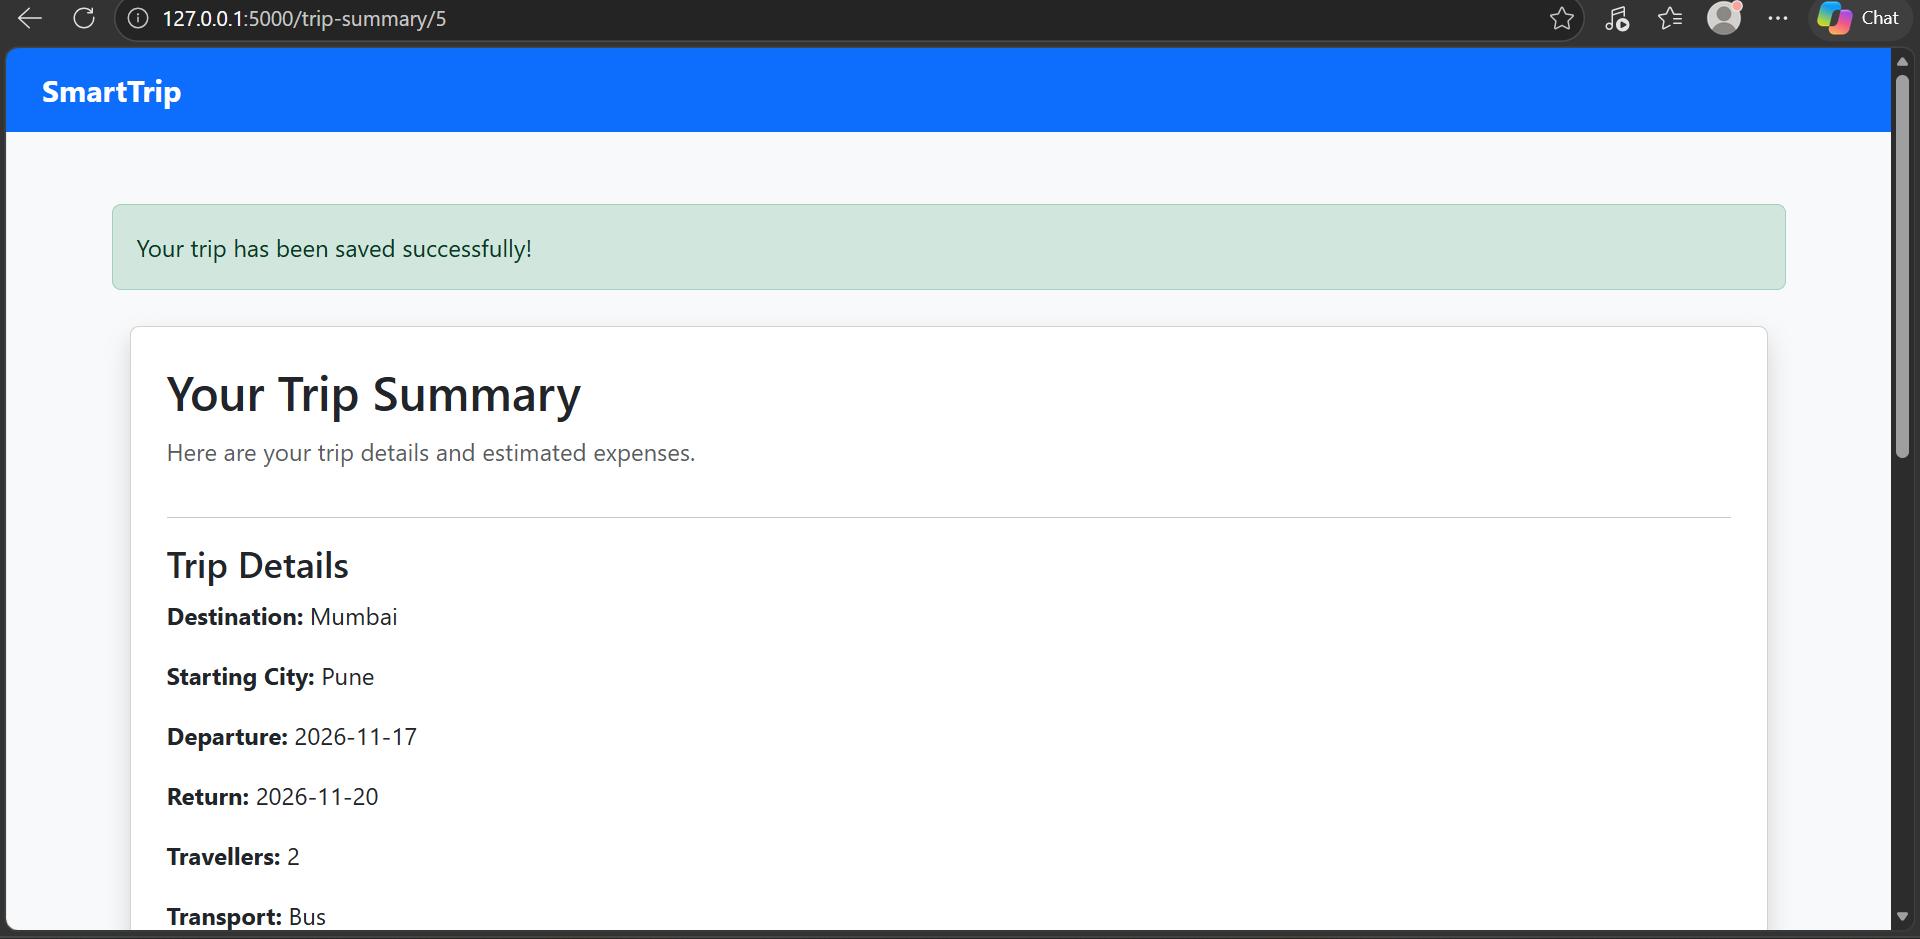 127.0.0.1:5000/trip-summary/5
Chat
SmartTrip
Your trip has been saved successfully!
Your Trip Summary
Here are your trip details and estimated expenses.
Trip Details
Destination: Mumbai
Starting City: Pune
Departure: 2026-11-17
Return: 2026-11-20
Travellers: 2
Transport: Bus